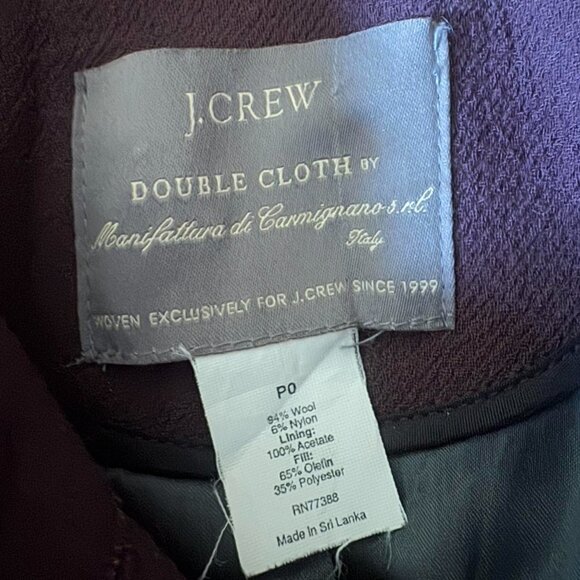 J.CREW
DOUBLE CLOTH BY
Manifattura di Carmignano s.r.l.
Italy
WOVEN EXCLUSIVELY FOR J.CREW SINCE 1999
P0
94% Wool
6% Nylon
Lining:
100% Acetate
Fill:
65% Olefin
35% Polyester
RN77388
Made In Sri Lanka